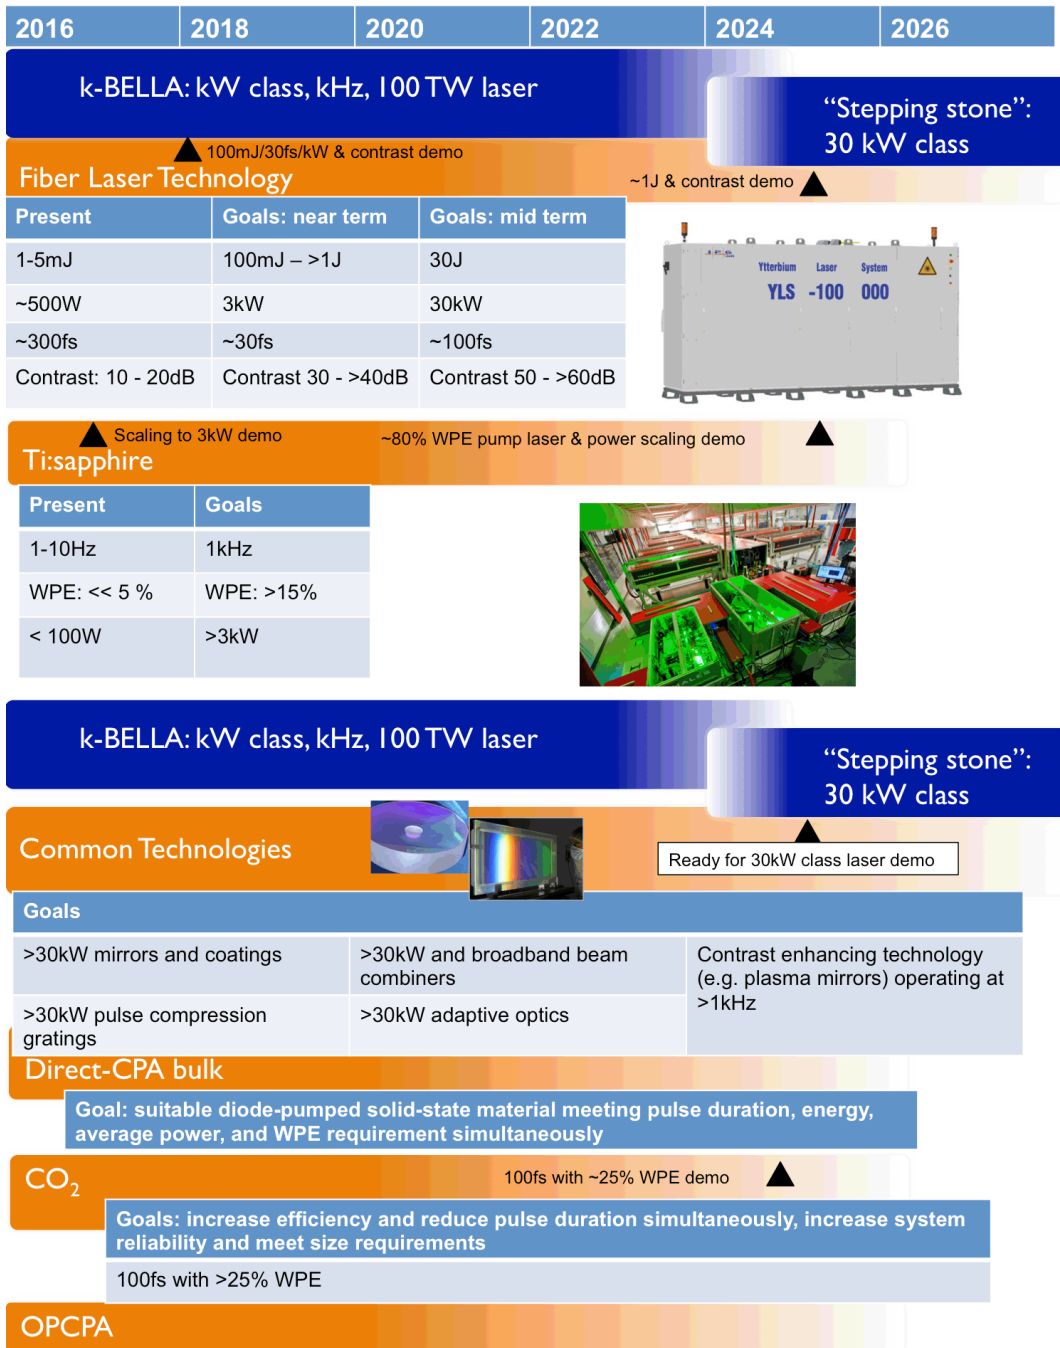 2016 2018 2020 2022 2024 2026
k-BELLA: kW class, kHz, 100 TW laser
“Stepping stone”:
30 kW class
100mJ/30fs/kW & contrast demo
Fiber Laser Technology
~1J & contrast demo
Present Goals: near term Goals: mid term
1-5mJ 100mJ – >1J 30J
~500W 3kW 30kW
~300fs ~30fs ~100fs
Contrast: 10 - 20dB Contrast 30 - >40dB Contrast 50 - >60dB
Ytterbium Laser System
YLS -100 000
Scaling to 3kW demo
~80% WPE pump laser & power scaling demo
Ti:sapphire
Present Goals
1-10Hz 1kHz
WPE: << 5 % WPE: >15%
< 100W >3kW
k-BELLA: kW class, kHz, 100 TW laser
“Stepping stone”:
30 kW class
Common Technologies
Ready for 30kW class laser demo
Goals
>30kW mirrors and coatings
>30kW and broadband beam
combiners
Contrast enhancing technology
(e.g. plasma mirrors) operating at
>1kHz
>30kW pulse compression
gratings
>30kW adaptive optics
Direct-CPA bulk
Goal: suitable diode-pumped solid-state material meeting pulse duration, energy,
average power, and WPE requirement simultaneously
CO2
100fs with ~25% WPE demo
Goals: increase efficiency and reduce pulse duration simultaneously, increase system
reliability and meet size requirements
100fs with >25% WPE
OPCPA